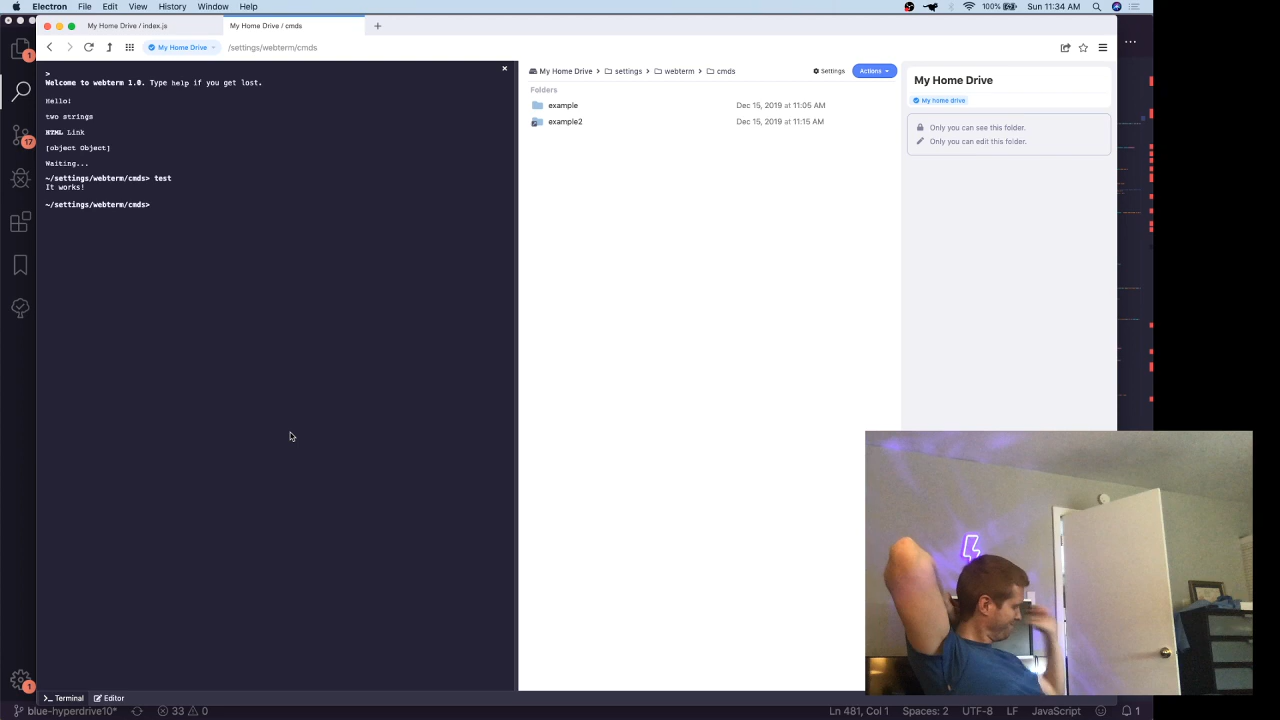 Electron File Edit View History Window Help
100% Sun 11:34 AM
My Home Drive / index.js
My Home Drive / cmds
My Home Drive /settings/webterm/cmds
>
Welcome to webterm 1.0. Type help if you get lost.
Hello!
two strings
HTML Link
[object Object]
Waiting...
~/settings/webterm/cmds> test
It works!
~/settings/webterm/cmds>
My Home Drive > settings > webterm > cmds
Settings
Actions
Folders
example Dec 15, 2019 at 11:05 AM
example2 Dec 15, 2019 at 11:15 AM
My Home Drive
My home drive
Only you can see this folder.
Only you can edit this folder.
1
17
1
>_ Terminal Editor
blue-hyperdrive10* 33 0 Ln 481, Col 1 Spaces: 2 UTF-8 LF JavaScript 1